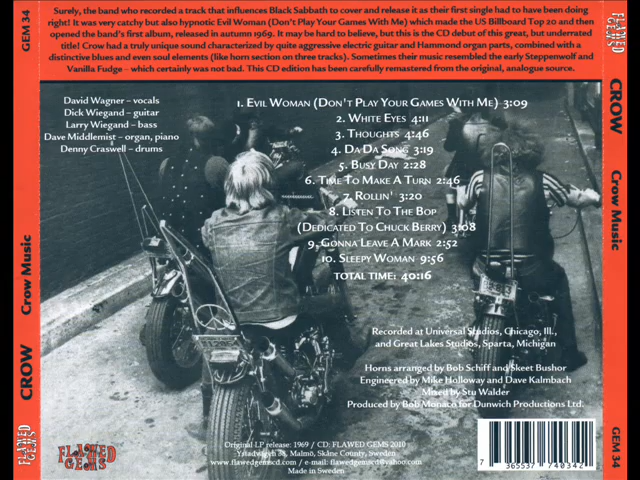 Surely, the band who recorded a track that influences Black Sabbath to cover and release it as their first single had to have been doing
right! It was very catchy but also hypnotic Evil Woman (Don't Play Your Games With Me) which made the US Billboard Top 20 and then
opened the band's first album, released in autumn 1969. It may be hard to believe, but this is the CD debut of this great, but underrated
title! Crow had a truly unique sound characterized by quite aggressive electric guitar and Hammond organ parts, combined with a
distinctive blues and even soul elements (like horn section on three tracks). Sometimes their music resembled the early Steppenwolf and
Vanilla Fudge – which certainly was not bad. This CD edition has been carefully remastered from the original, analogue source.
David Wagner – vocals
Dick Wiegand – guitar
Larry Wiegand – bass
Dave Middlemist – organ, piano
Denny Craswell – drums
1. Evil Woman (Don't Play Your Games With Me) 3:09
2. White Eyes 4:11
3. Thoughts 4:46
4. Da Da Song 3:19
5. Busy Day 2:28
6. Time To Make A Turn 2:46
7. Rollin' 3:20
8. Listen To The Bop
(Dedicated To Chuck Berry) 3:08
9. Gonna Leave A Mark 2:52
10. Sleepy Woman 9:56
total time: 40:16
Recorded at Universal Studios, Chicago, Ill.,
and Great Lakes Studios, Sparta, Michigan
Horns arranged by Bob Schiff and Skeet Bushor
Engineered by Mike Holloway and Dave Kalmbach
Mixed by Stu Walder
Produced by Bob Monaco for Dunwich Productions Ltd.
Original LP release: 1969 / CD: FLAWED GEMS 2010
Ystadvägen 38, Malmö, Skåne County, Sweden
www.flawedgemscd.com / e-mail: flawedgemscd@yahoo.com
Made in Sweden
FLAWED
GEMS
7 365537 740342
GEM 34
Crow Music
CROW
FLAWED
GEMS
FLAWED
GEMS
CROW
Crow Music
GEM 34